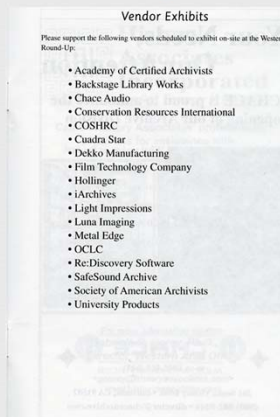 Vendor Exhibits
Please support the following vendors scheduled to exhibit on-site at the Wester
Round-Up:
• Academy of Certified Archivists
• Backstage Library Works
• Chace Audio
• Conservation Resources International
• COSHRC
• Cuadra Star
• Dekko Manufacturing
• Film Technology Company
• Hollinger
• iArchives
• Light Impressions
• Luna Imaging
• Metal Edge
• OCLC
• Re:Discovery Software
• SafeSound Archive
• Society of American Archivists
• University Products